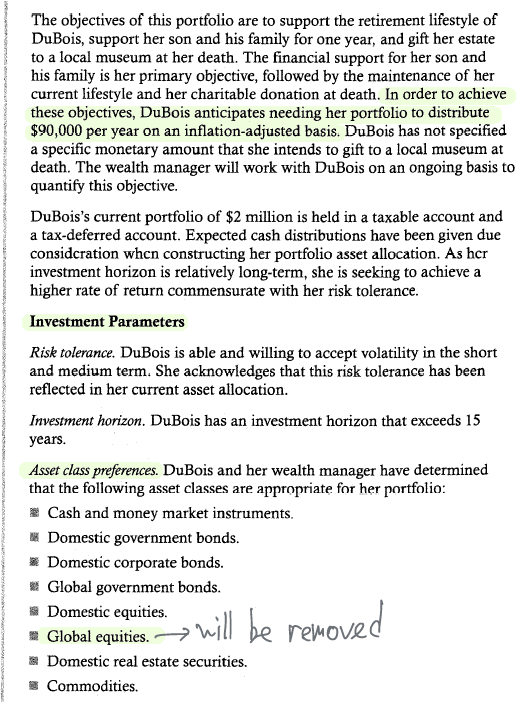 The objectives of this portfolio are to support the retirement lifestyle of
DuBois, support her son and his family for one year, and gift her estate
to a local museum at her death. The financial support for her son and
his family is her primary objective, followed by the maintenance of her
current lifestyle and her charitable donation at death. In order to achieve
these objectives, DuBois anticipates needing her portfolio to distribute
$90,000 per year on an inflation-adjusted basis. DuBois has not specified
a specific monetary amount that she intends to gift to a local museum at
death. The wealth manager will work with DuBois on an ongoing basis to
quantify this objective.
DuBois's current portfolio of $2 million is held in a taxable account and
a tax-deferred account. Expected cash distributions have been given due
consideration when constructing her portfolio asset allocation. As her
investment horizon is relatively long-term, she is seeking to achieve a
higher rate of return commensurate with her risk tolerance.
Investment Parameters
Risk tolerance. DuBois is able and willing to accept volatility in the short
and medium term. She acknowledges that this risk tolerance has been
reflected in her current asset allocation.
Investment horizon. DuBois has an investment horizon that exceeds 15
years.
Asset class preferences. DuBois and her wealth manager have determined
that the following asset classes are appropriate for her portfolio:
Cash and money market instruments.
Domestic government bonds.
Domestic corporate bonds.
Global government bonds.
Domestic equities.
Global equities. → will be removed
Domestic real estate securities.
Commodities.